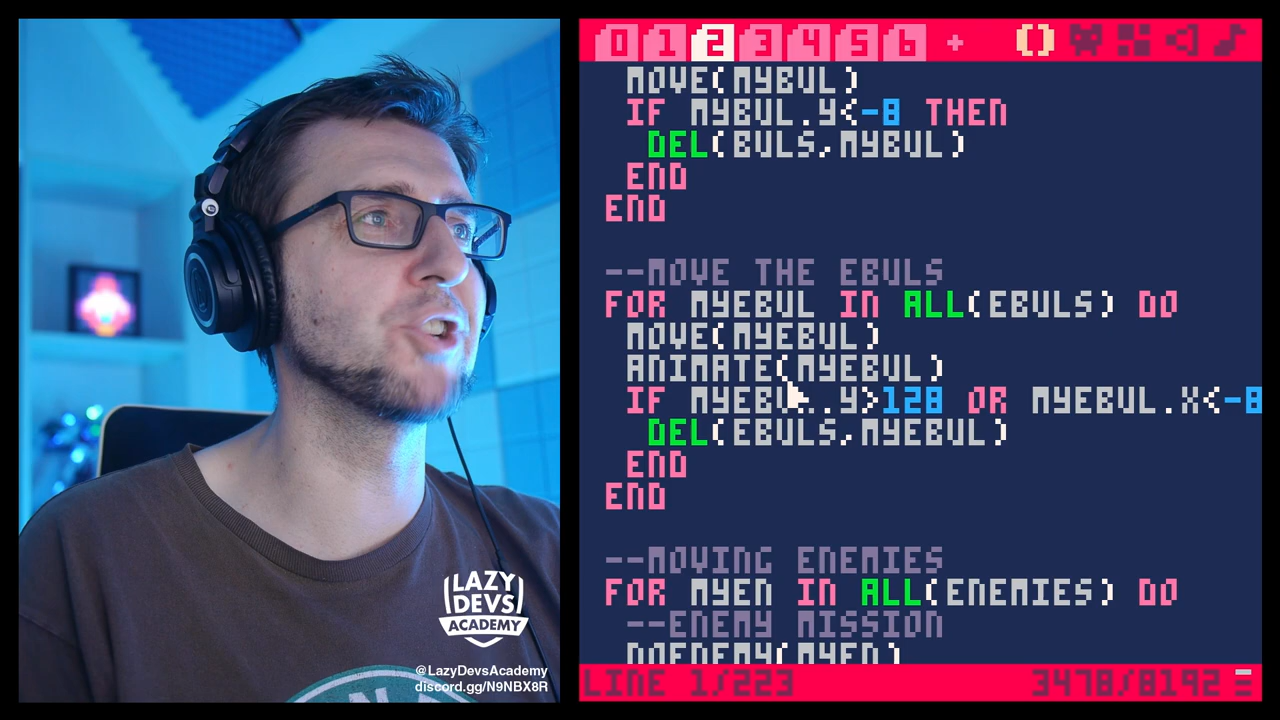 0 1 2 3 4 5 6 +
MOVE(MYBUL)
IF MYBUL.Y<-8 THEN
DEL(BULS,MYBUL)
END
END
--MOVE THE EBULS
FOR MYEBUL IN ALL(EBULS) DO
MOVE(MYEBUL)
ANIMATE(MYEBUL)
IF MYEBUL.Y>128 OR MYEBUL.X<-8
DEL(EBULS,MYEBUL)
END
END
--MOVING ENEMIES
FOR MYEN IN ALL(ENEMIES) DO
--ENEMY MISSION
DOENEMY(MYEN)
LINE 1/223 3478/8192
LAZY
DEVS
ACADEMY
@LazyDevsAcademy
discord.gg/N9NBX8R